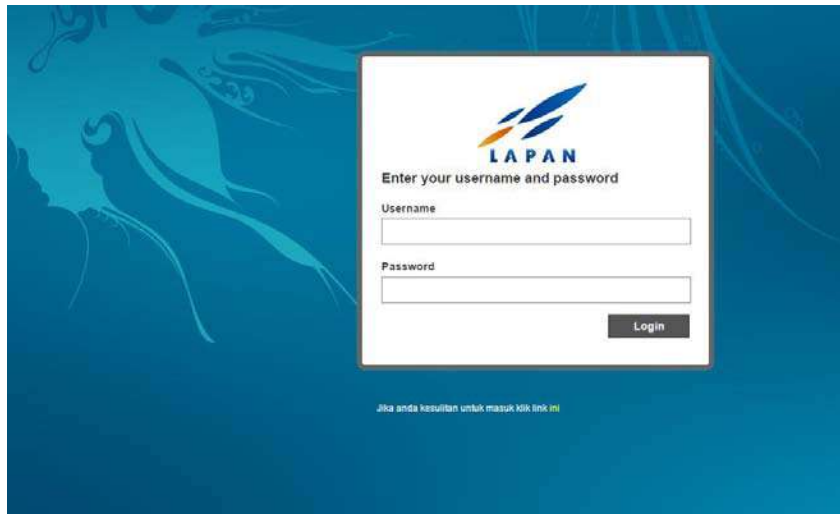 LAPAN
Enter your username and password
Username
Password
Login
Jika anda kesulitan untuk masuk klik link ini